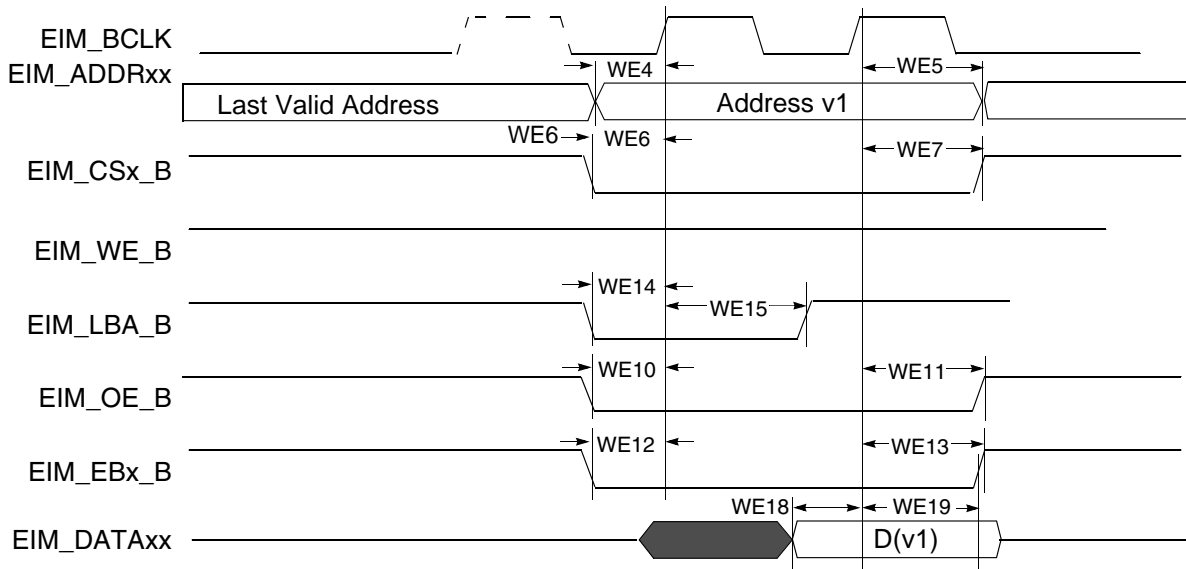 EIM_BCLK
EIM_ADDRxx
WE4
WE5
Last Valid Address
Address v1
WE6
WE6
WE7
EIM_CSx_B
EIM_WE_B
WE14
WE15
EIM_LBA_B
WE10
WE11
EIM_OE_B
WE12
WE13
EIM_EBx_B
WE18
WE19
EIM_DATAxx
D(v1)